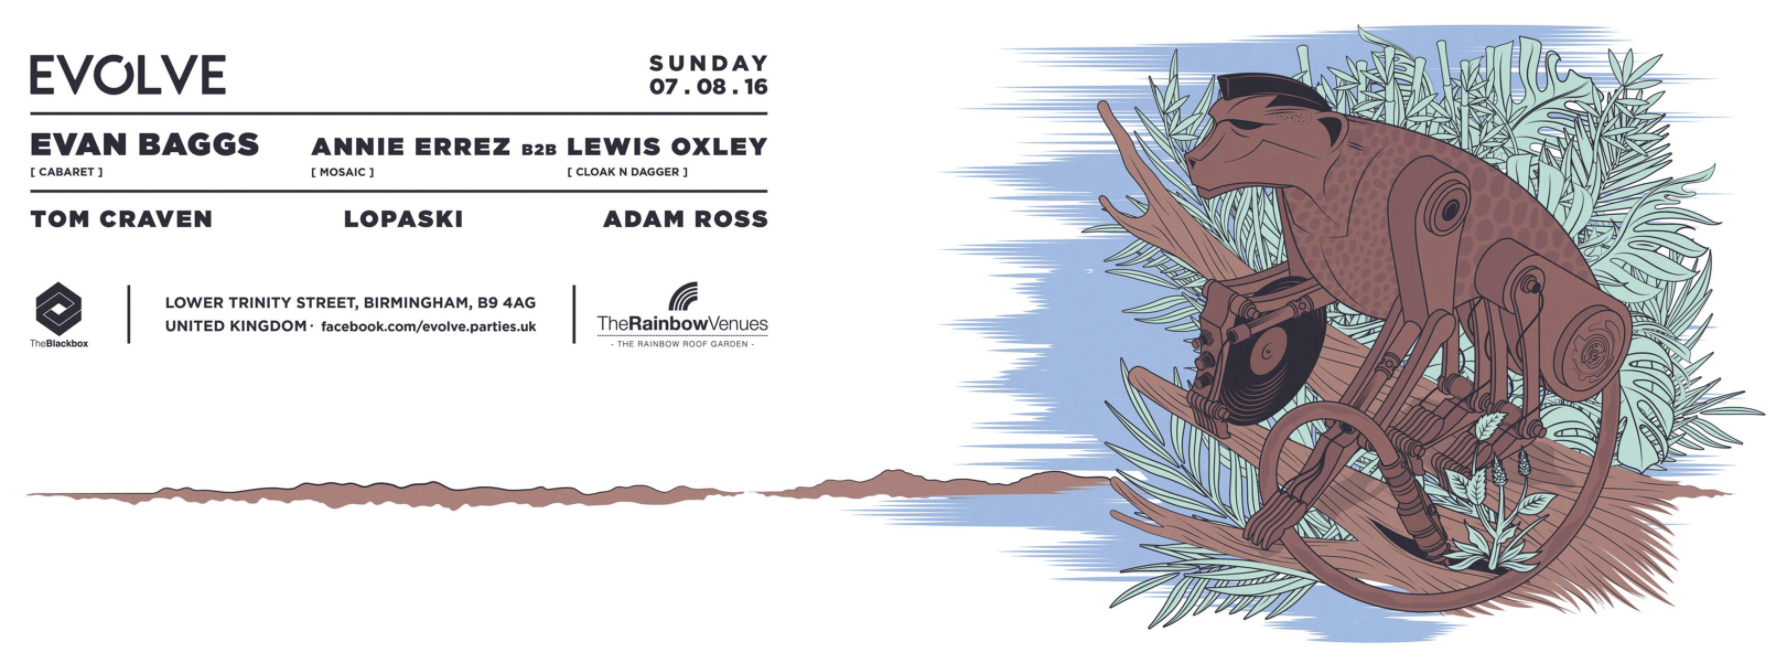 EVOLVE
SUNDAY
07.08.16
EVAN BAGGS
[ CABARET ]
ANNIE ERREZ B2B LEWIS OXLEY
[ MOSAIC ]
[ CLOAK N DAGGER ]
TOM CRAVEN
LOPASKI
ADAM ROSS
TheBlackbox
LOWER TRINITY STREET, BIRMINGHAM, B9 4AG
UNITED KINGDOM · facebook.com/evolve.parties.uk
TheRainbowVenues
- THE RAINBOW ROOF GARDEN -